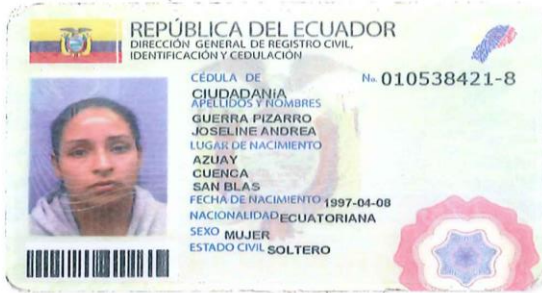 REPÚBLICA DEL ECUADOR
DIRECCIÓN GENERAL DE REGISTRO CIVIL,
IDENTIFICACIÓN Y CEDULACIÓN
CÉDULA DE No. 010538421-8
CIUDADANÍA
APELLIDOS Y NOMBRES
GUERRA PIZARRO
JOSELINE ANDREA
LUGAR DE NACIMIENTO
AZUAY
CUENCA
SAN BLAS
FECHA DE NACIMIENTO 1997-04-08
NACIONALIDAD ECUATORIANA
SEXO MUJER
ESTADO CIVIL SOLTERO